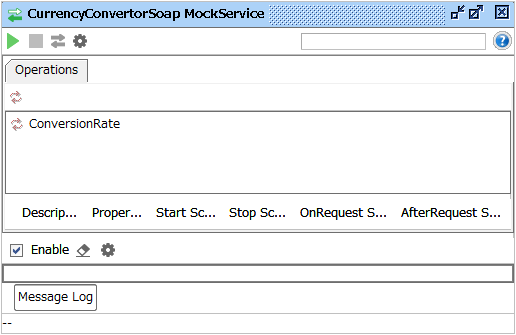 CurrencyConvertorSoap MockService
Operations
ConversionRate
Descrip... Proper... Start Sc... Stop Sc... OnRequest S... AfterRequest S...
Enable
Message Log
--